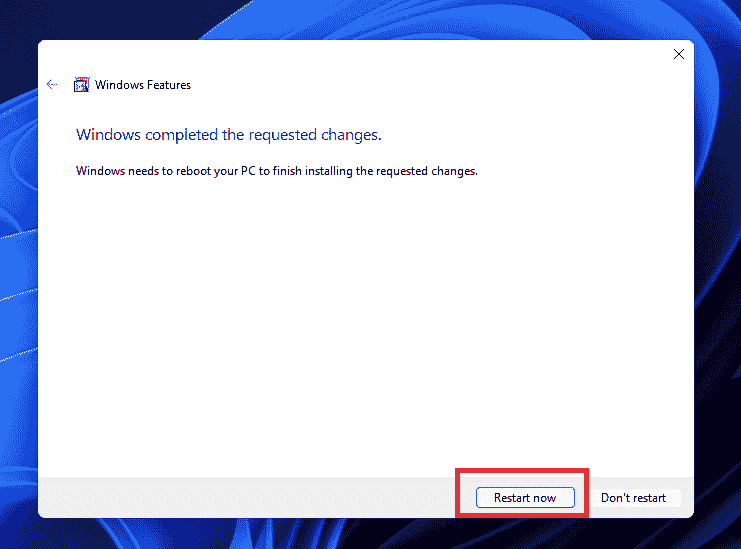 Windows Features
Windows completed the requested changes.
Windows needs to reboot your PC to finish installing the requested changes.
Restart now
Don't restart